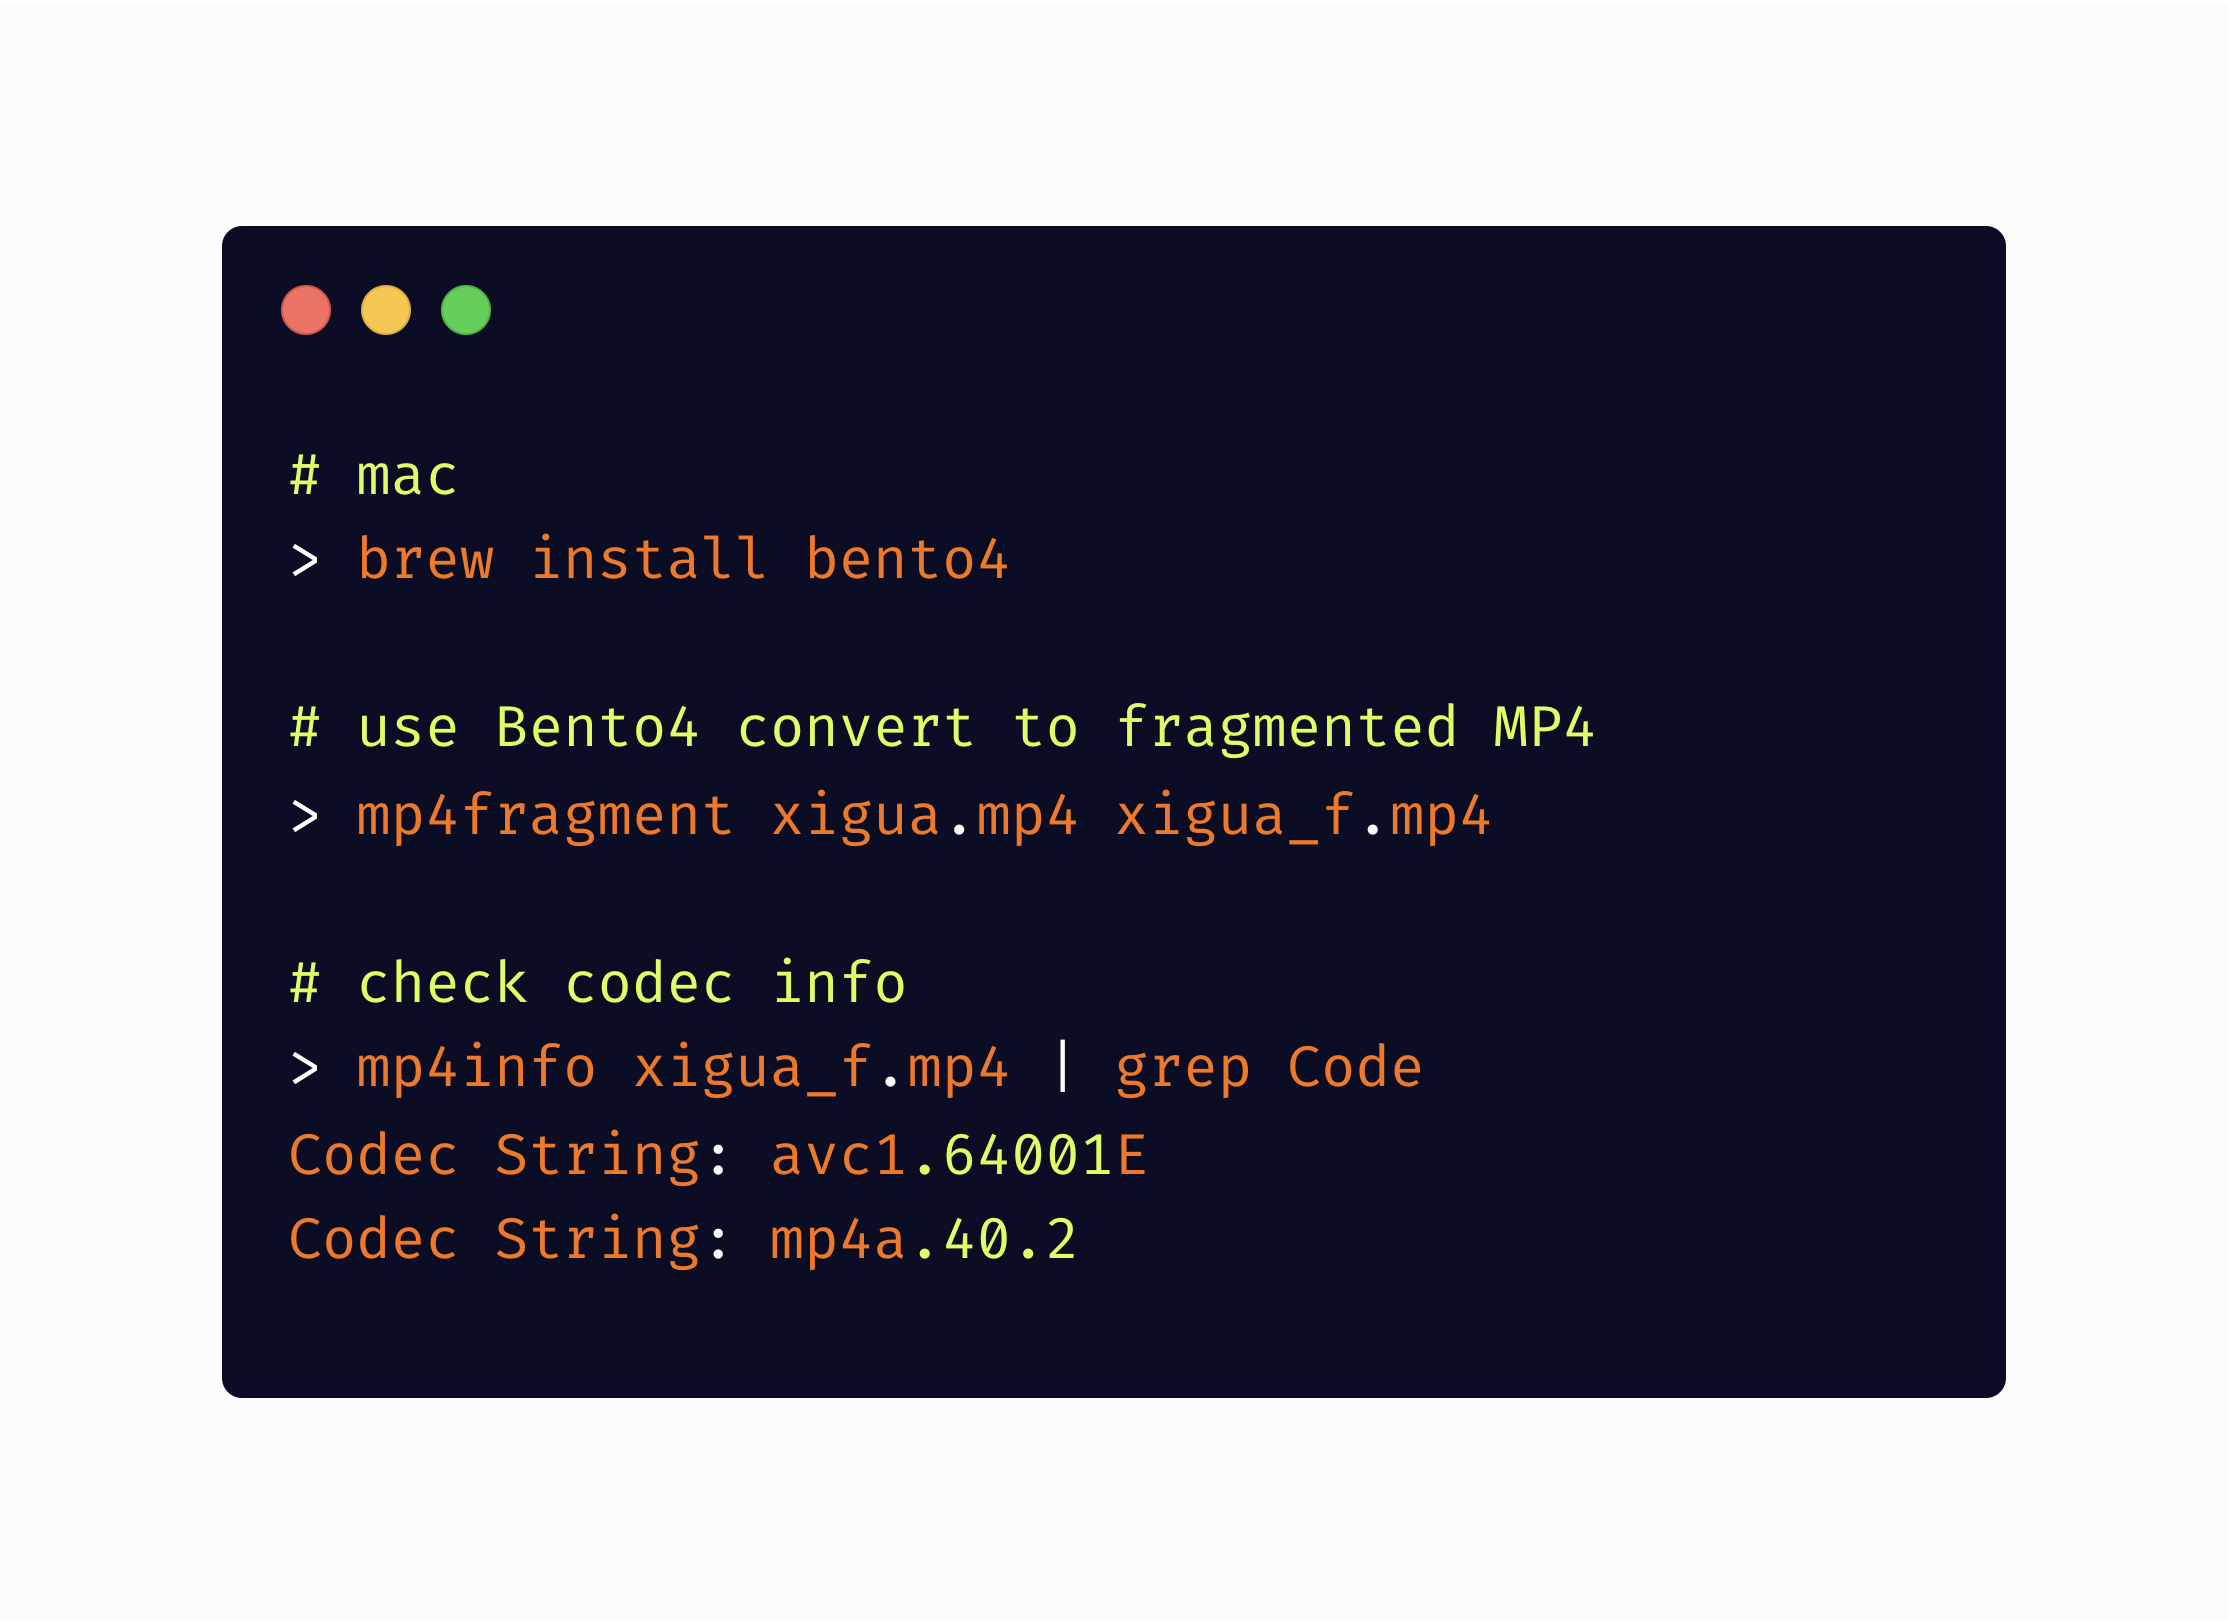 # mac
> brew install bento4
# use Bento4 convert to fragmented MP4
> mp4fragment xigua.mp4 xigua_f.mp4
# check codec info
> mp4info xigua_f.mp4 | grep Code
Codec String: avc1.64001E
Codec String: mp4a.40.2